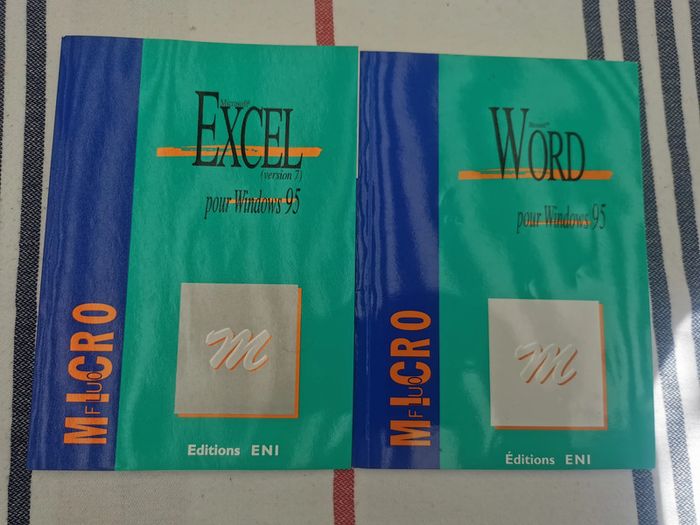 Microsoft
EXCEL
(version 7)
pour Windows 95
m
MICRO
FLUO
Editions ENI
Microsoft
WORD
pour Windows 95
m
MICRO
FLUO
Éditions ENI